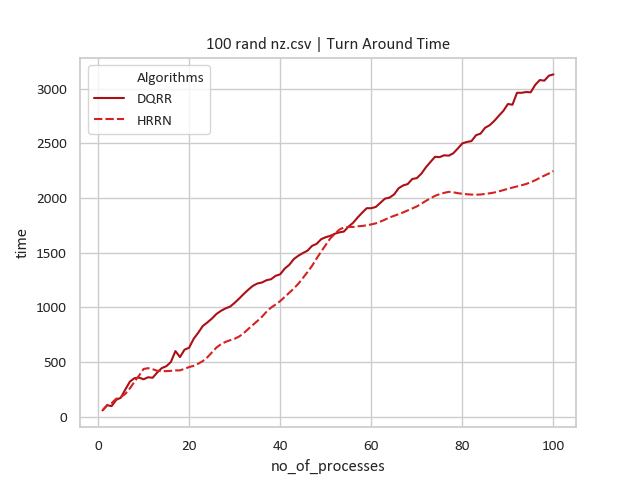 100 rand nz.csv | Turn Around Time
Algorithms
DQRR
HRRN
time
3000
2500
2000
1500
1000
500
0
0 20 40 60 80 100
no_of_processes